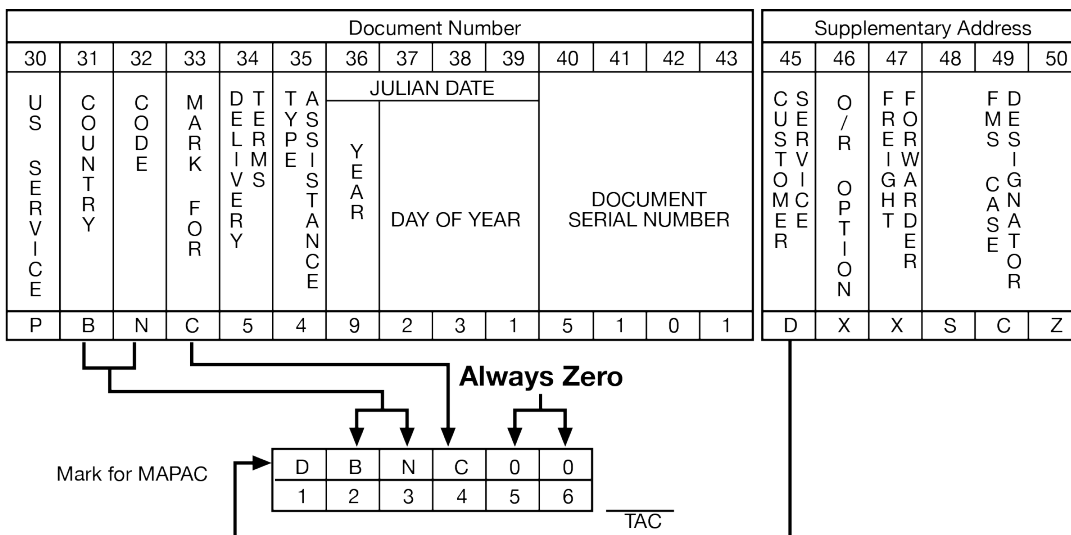 Document Number
Supplementary Address
30 31 32 33 34 35 36 37 38 39 40 41 42 43 45 46 47 48 49 50
US SERVICE
COUNTRY
CODE
MARK FOR
DELIVERY
TERMS
TYPE
ASSISTANCE
JULIAN DATE
YEAR
DAY OF YEAR
DOCUMENT
SERIAL NUMBER
CUSTOMER
SERVICE
O/R OPTION
FREIGHT
FORWARDER
FMS CASE
DESIGNATOR
P B N C 5 4 9 2 3 1 5 1 0 1 D X X S C Z
Always Zero
Mark for MAPAC
D B N C 0 0
1 2 3 4 5 6
TAC